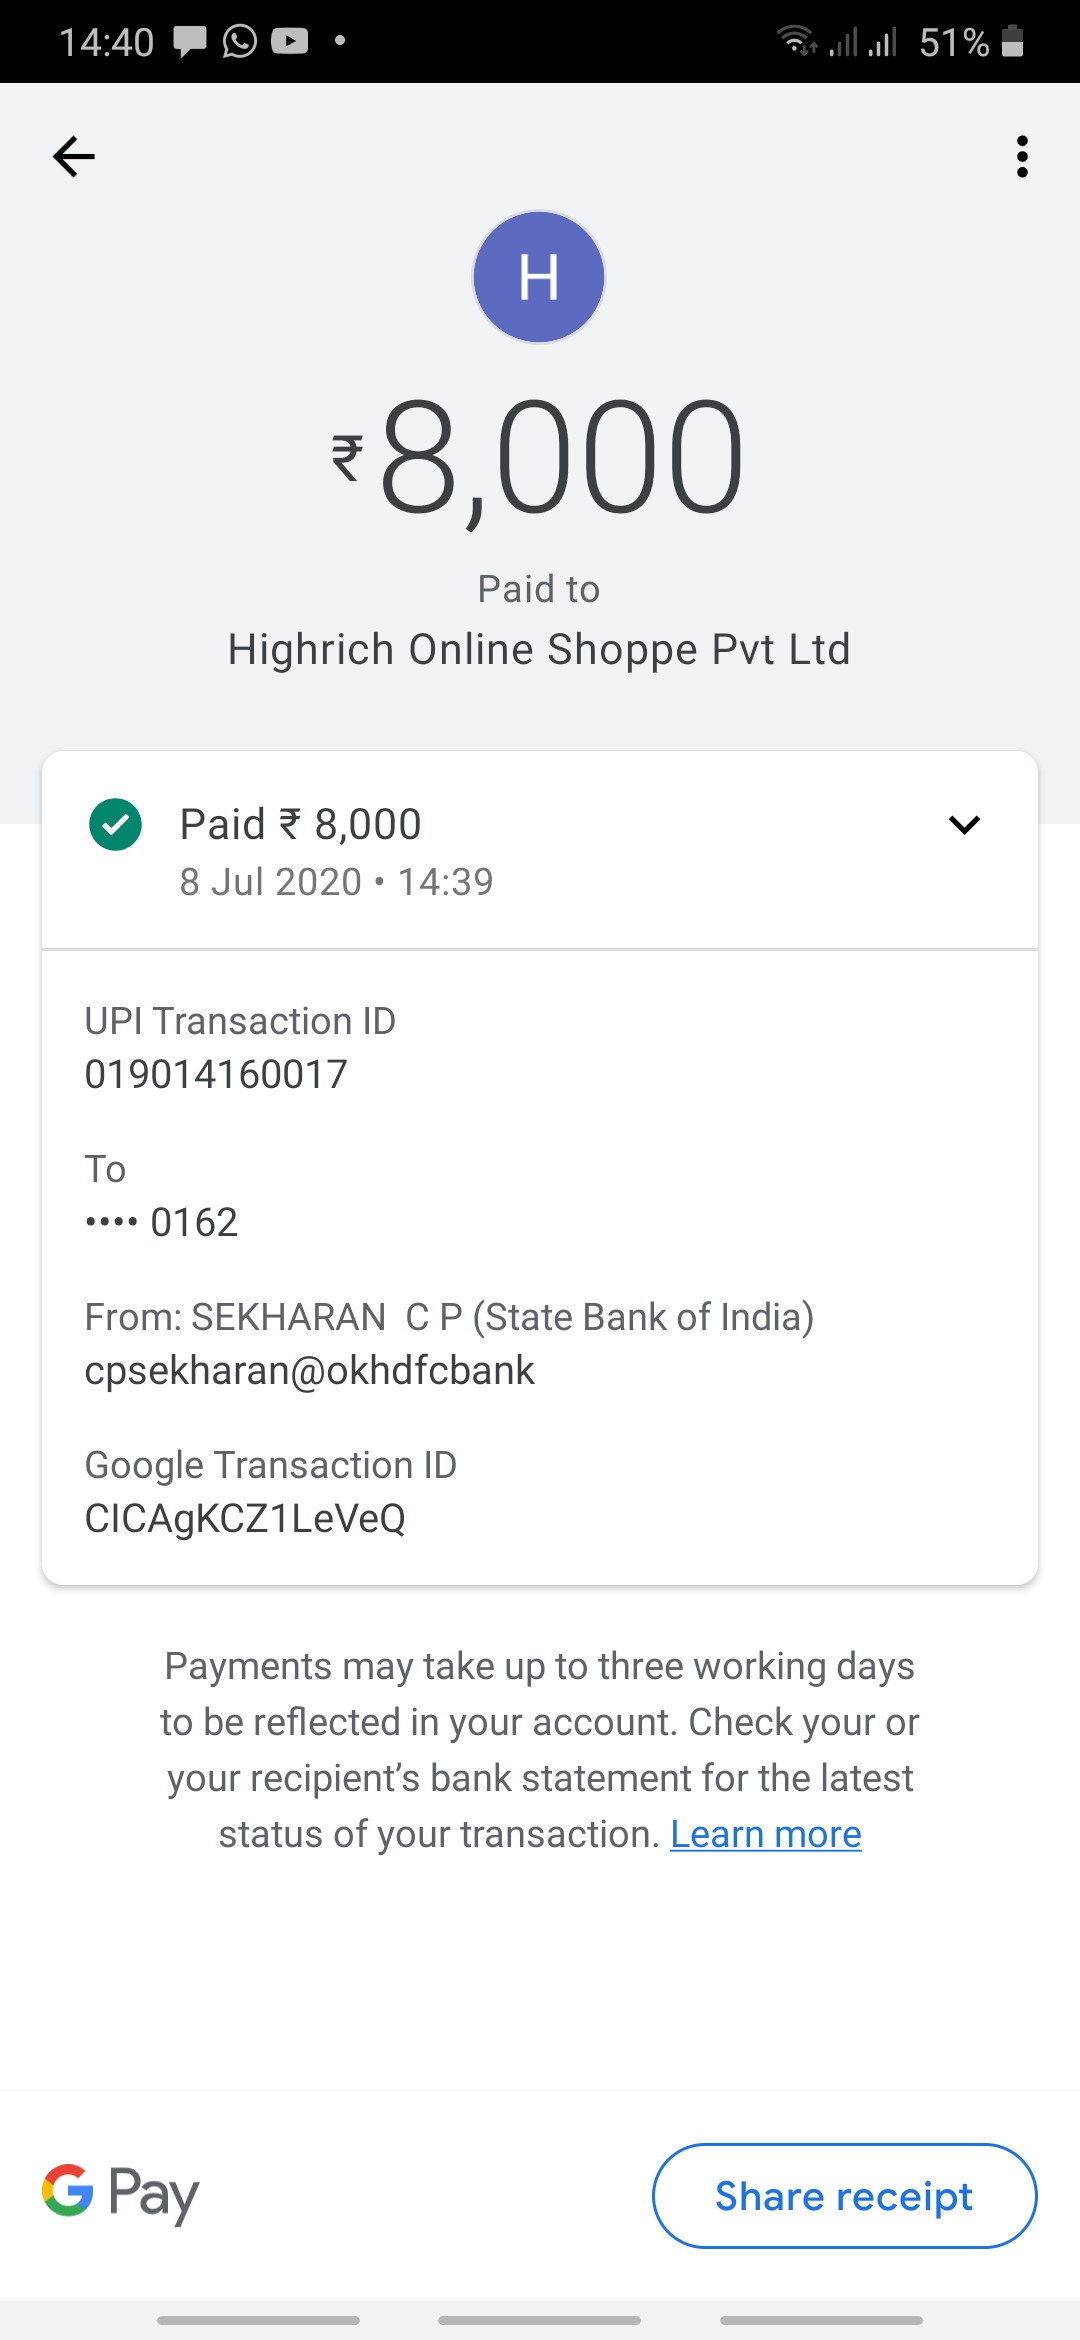 14:40
51%
H
₹8,000
Paid to
Highrich Online Shoppe Pvt Ltd
Paid ₹ 8,000
8 Jul 2020 • 14:39
UPI Transaction ID
019014160017
To
•••• 0162
From: SEKHARAN  C P (State Bank of India)
cpsekharan@okhdfcbank
Google Transaction ID
CICAgKCZ1LeVeQ
Payments may take up to three working days
to be reflected in your account. Check your or
your recipient’s bank statement for the latest
status of your transaction. Learn more
G Pay
Share receipt